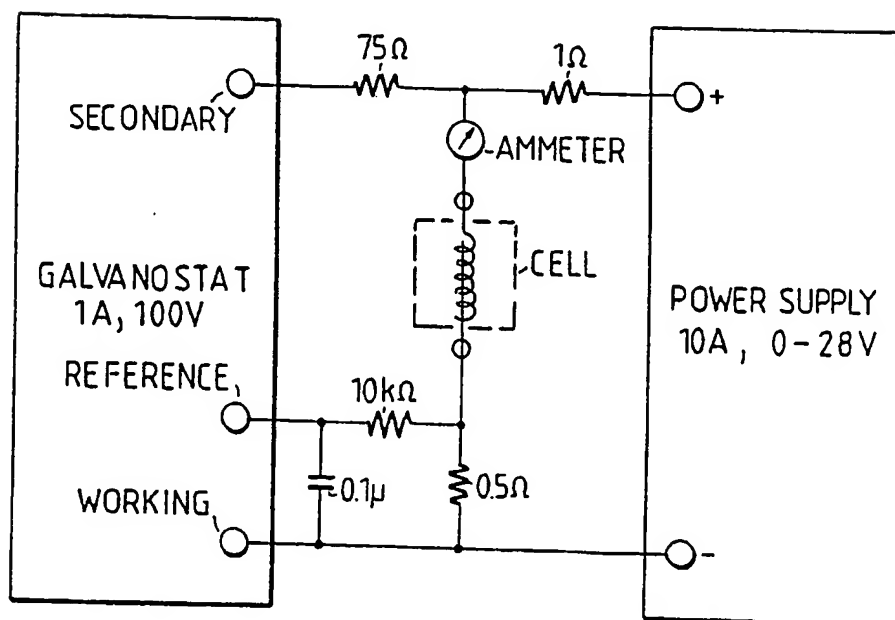 75Ω
1Ω
SECONDARY
+
AMMETER
CELL
GALVANOSTAT
1A, 100V
POWER SUPPLY
10A, 0-28V
REFERENCE
10kΩ
0.1μ
0.5Ω
WORKING
-